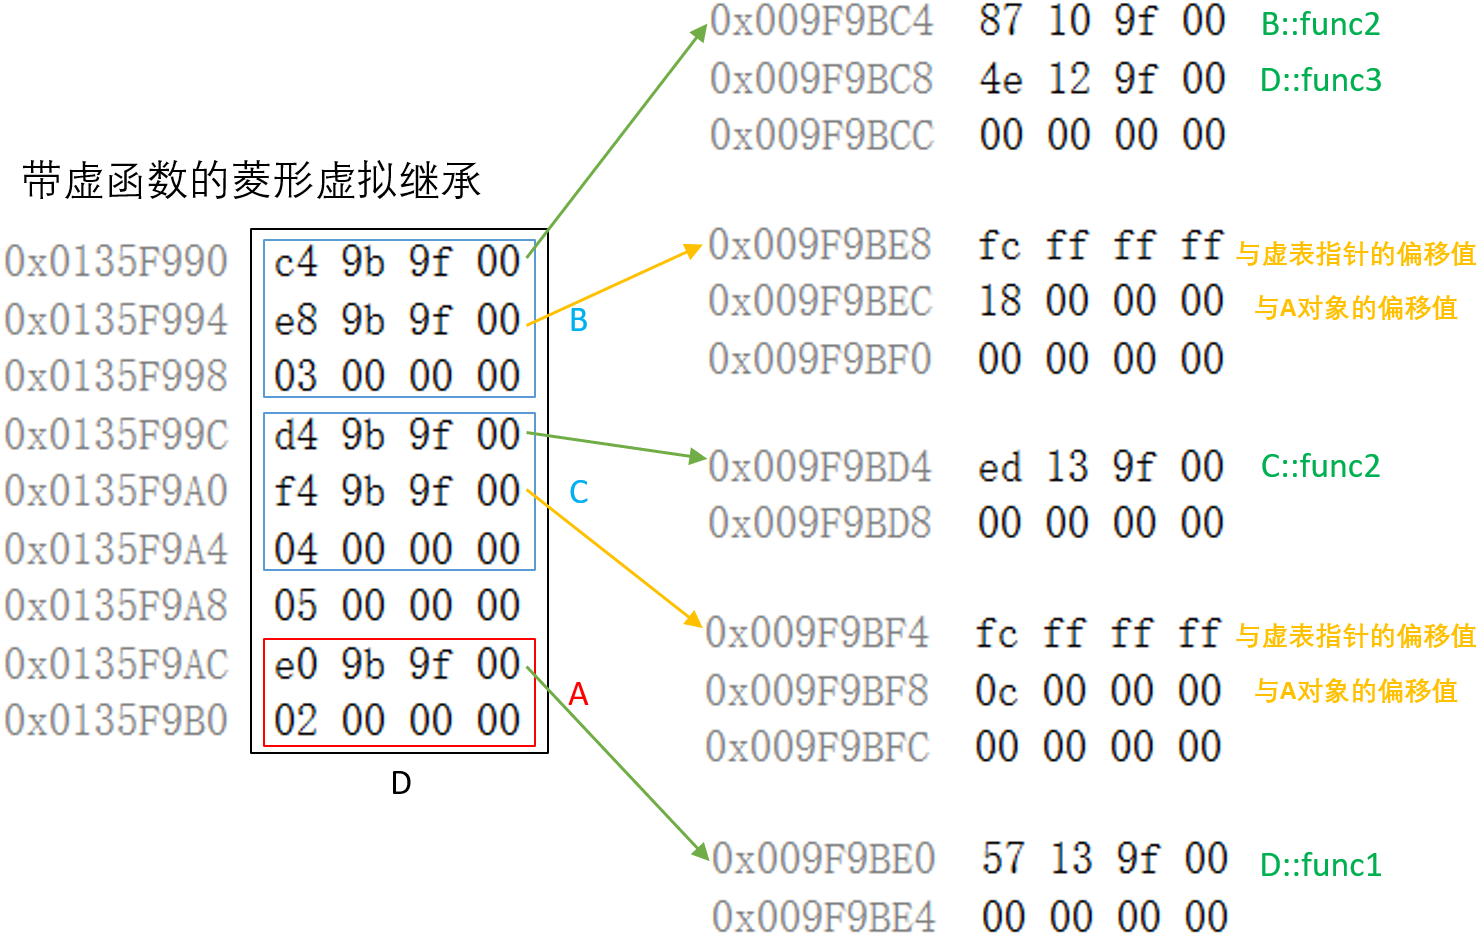 带虚函数的菱形虚拟继承
0x0135F990 c4 9b 9f 00
0x0135F994 e8 9b 9f 00
0x0135F998 03 00 00 00
B
0x0135F99C d4 9b 9f 00
0x0135F9A0 f4 9b 9f 00
0x0135F9A4 04 00 00 00
C
0x0135F9A8 05 00 00 00
0x0135F9AC e0 9b 9f 00
0x0135F9B0 02 00 00 00
A
D
0x009F9BC4 87 10 9f 00 B::func2
0x009F9BC8 4e 12 9f 00 D::func3
0x009F9BCC 00 00 00 00
0x009F9BE8 fc ff ff ff 与虚表指针的偏移值
0x009F9BEC 18 00 00 00 与A对象的偏移值
0x009F9BF0 00 00 00 00
0x009F9BD4 ed 13 9f 00 C::func2
0x009F9BD8 00 00 00 00
0x009F9BF4 fc ff ff ff 与虚表指针的偏移值
0x009F9BF8 0c 00 00 00 与A对象的偏移值
0x009F9BFC 00 00 00 00
0x009F9BE0 57 13 9f 00 D::func1
0x009F9BE4 00 00 00 00